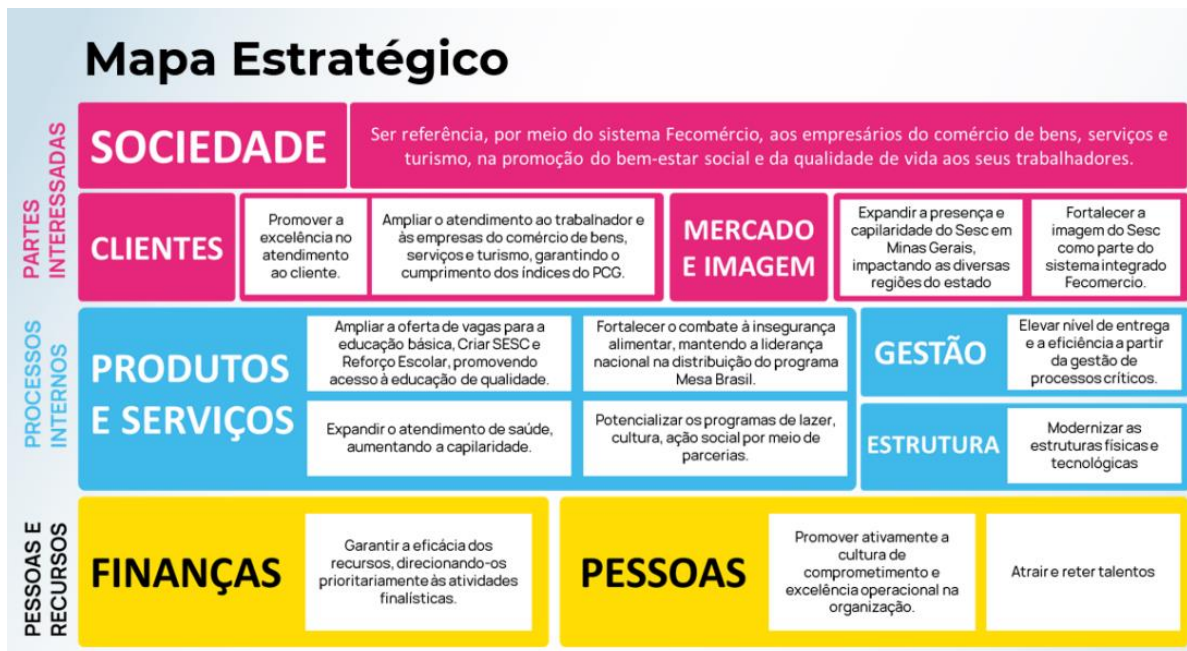 Mapa Estratégico
PARTES
INTERESSADAS
SOCIEDADE
Ser referência, por meio do sistema Fecomércio, aos empresários do comércio de bens, serviços e
turismo, na promoção do bem-estar social e da qualidade de vida aos seus trabalhadores.
CLIENTES
Promover a
excelência no
atendimento
ao cliente.
Ampliar o atendimento ao trabalhador e
às empresas do comércio de bens,
serviços e turismo, garantindo o
cumprimento dos índices do PCG.
MERCADO
E IMAGEM
Expandir a presença e
capilaridade do Sesc em
Minas Gerais,
impactando as diversas
regiões do estado
Fortalecer a
imagem do Sesc
como parte do
sistema integrado
Fecomercio.
PROCESSOS
INTERNOS
PRODUTOS
E SERVIÇOS
Ampliar a oferta de vagas para a
educação básica, Criar SESC e
Reforço Escolar, promovendo
acesso à educação de qualidade.
Fortalecer o combate à insegurança
alimentar, mantendo a liderança
nacional na distribuição do programa
Mesa Brasil.
Expandir o atendimento de saúde,
aumentando a capilaridade.
Potencializar os programas de lazer,
cultura, ação social por meio de
parcerias.
GESTÃO
Elevar nível de entrega
e a eficiência a partir
da gestão de
processos críticos.
ESTRUTURA
Modernizar as
estruturas físicas e
tecnológicas
PESSOAS E
RECURSOS
FINANÇAS
Garantir a eficácia dos
recursos, direcionando-os
prioritariamente às atividades
finalísticas.
PESSOAS
Promover ativamente a
cultura de
comprometimento e
excelência operacional na
organização.
Atrair e reter talentos